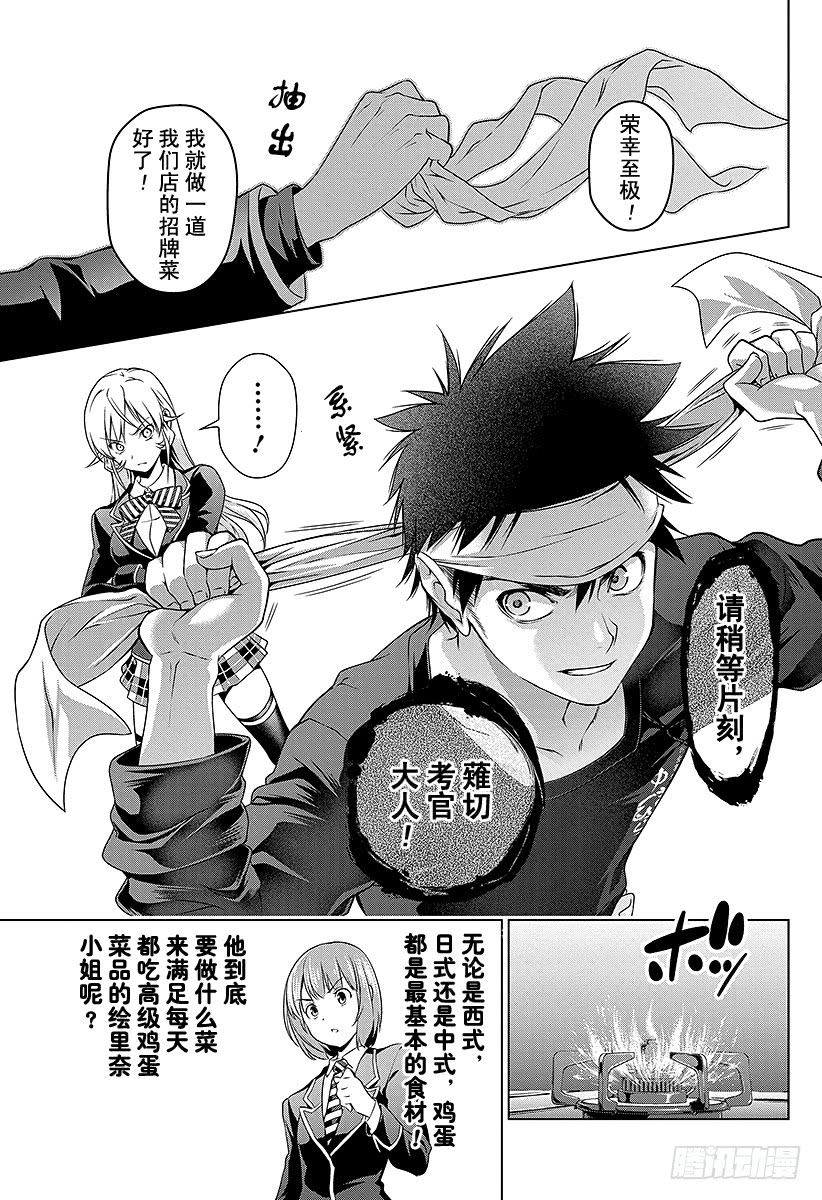 荣幸至极！
抽出
我就做一道
我们店的招牌菜
好了！
……！
系紧
请稍等片刻，
薙切
考官
大人！
ボッ
无论是西式，
日式还是中式，鸡蛋
都是最基本的食材！
他到底
要做什么菜
来满足每天
都吃高级鸡蛋
菜品的绘里奈
小姐呢？
腾讯动漫